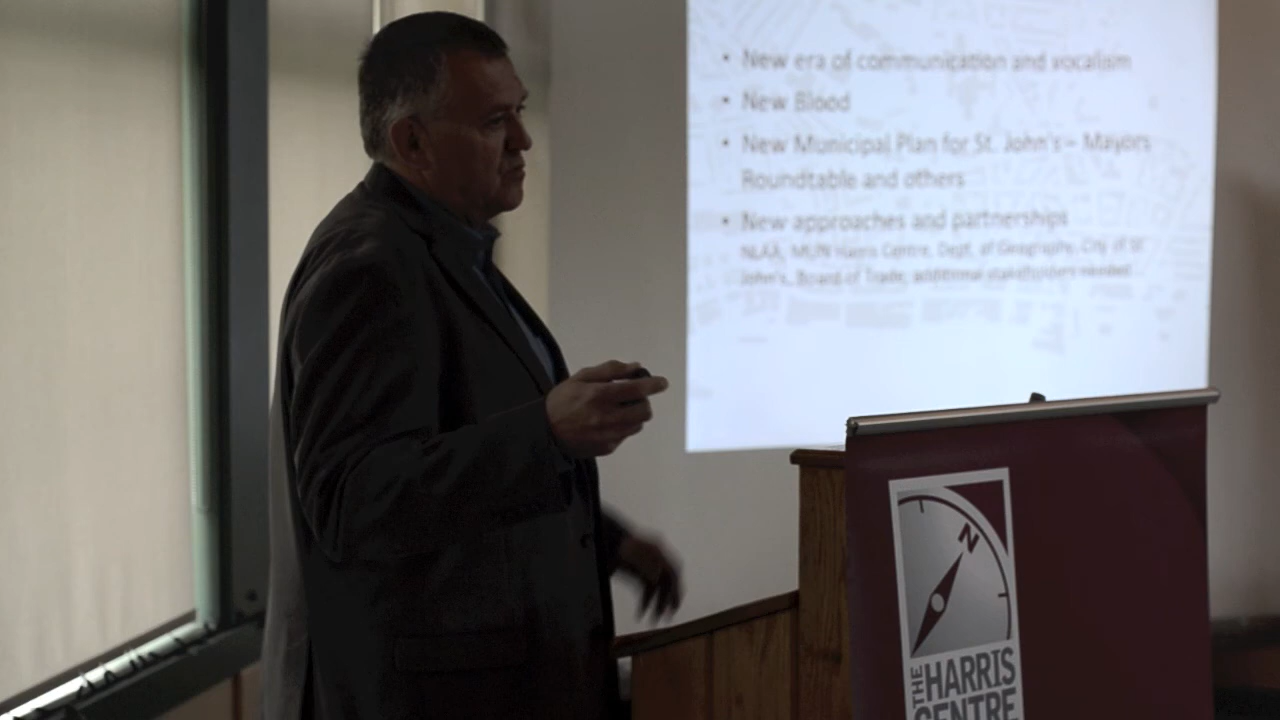 • New era of communication and vocalism
• New Blood
• New Municipal Plan for St. John's – Mayors
Roundtable and others
• New approaches and partnerships
NLAA, MUN Harris Centre, Dept. of Geography, City of St
John's, Board of Trade, additional stakeholders needed
N
THE HARRIS
CENTRE